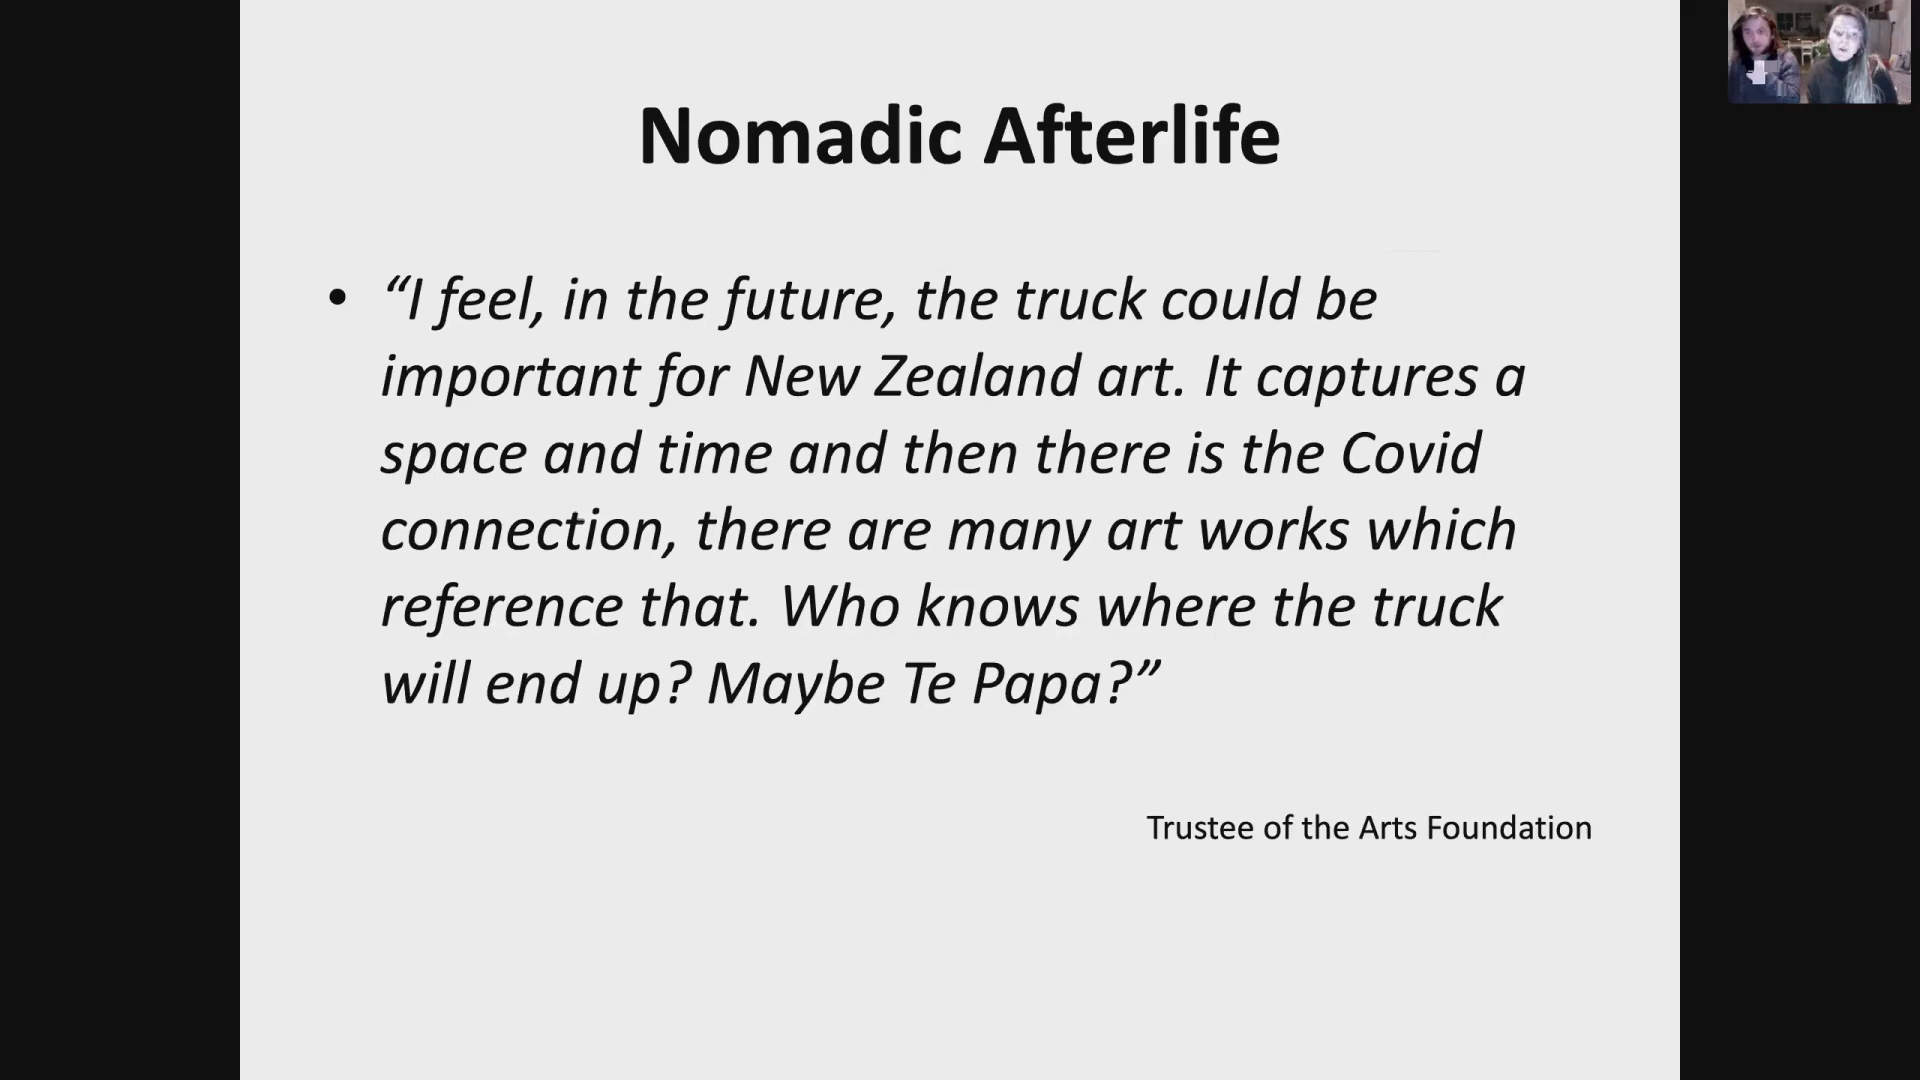 Nomadic Afterlife
• “I feel, in the future, the truck could be
important for New Zealand art. It captures a
space and time and then there is the Covid
connection, there are many art works which
reference that. Who knows where the truck
will end up? Maybe Te Papa?”
Trustee of the Arts Foundation